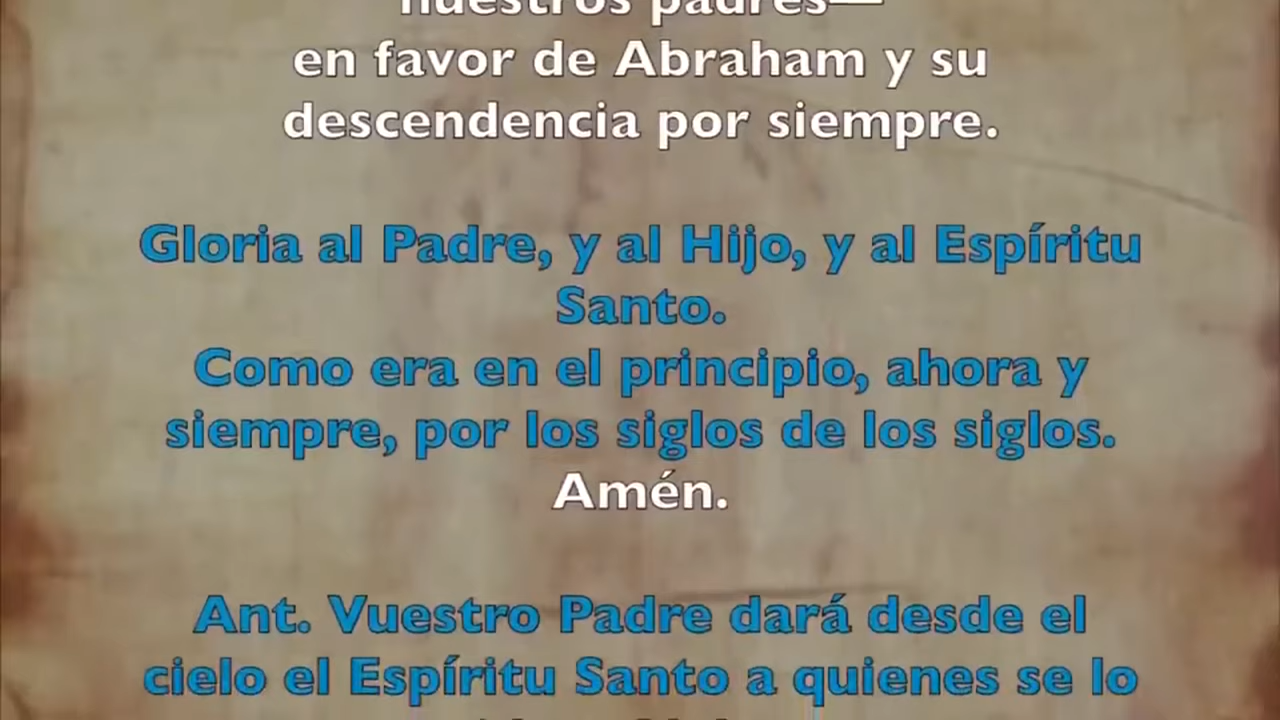 nuestros padres—
en favor de Abraham y su
descendencia por siempre.
Gloria al Padre, y al Hijo, y al Espíritu
Santo.
Como era en el principio, ahora y
siempre, por los siglos de los siglos.
Amén.
Ant. Vuestro Padre dará desde el
cielo el Espíritu Santo a quienes se lo